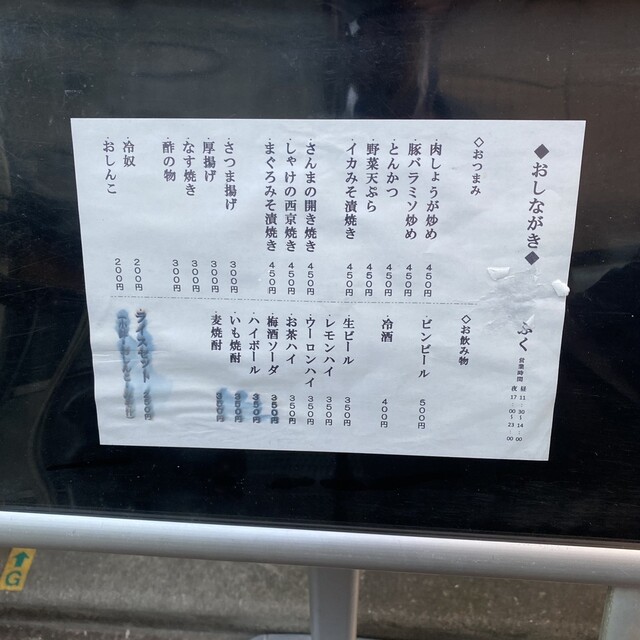 ◆おしながき◆
ふく
営業時間 昼11:30~14:00
夜17:00~23:00
◇おつまみ
・肉しょうが炒め 450円
・豚バラミソ炒め 450円
・とんかつ 450円
・野菜天ぷら 450円
・イカみそ漬焼き 450円
・さんまの開き焼き 450円
・しゃけの西京焼き 450円
・まぐろみそ漬焼き 450円
・さつま揚げ 300円
・厚揚げ 300円
・なす焼き 300円
・酢の物 300円
・冷奴 200円
・おしんこ 200円
◇お飲み物
・ビンビール 500円
・冷酒 400円
・生ビール 350円
・レモンハイ 350円
・ウーロンハイ 350円
・お茶ハイ 350円
・梅酒ソーダ 350円
・ハイボール 350円
・いも焼酎 350円
・麦焼酎 350円
ライスセット 250円
G